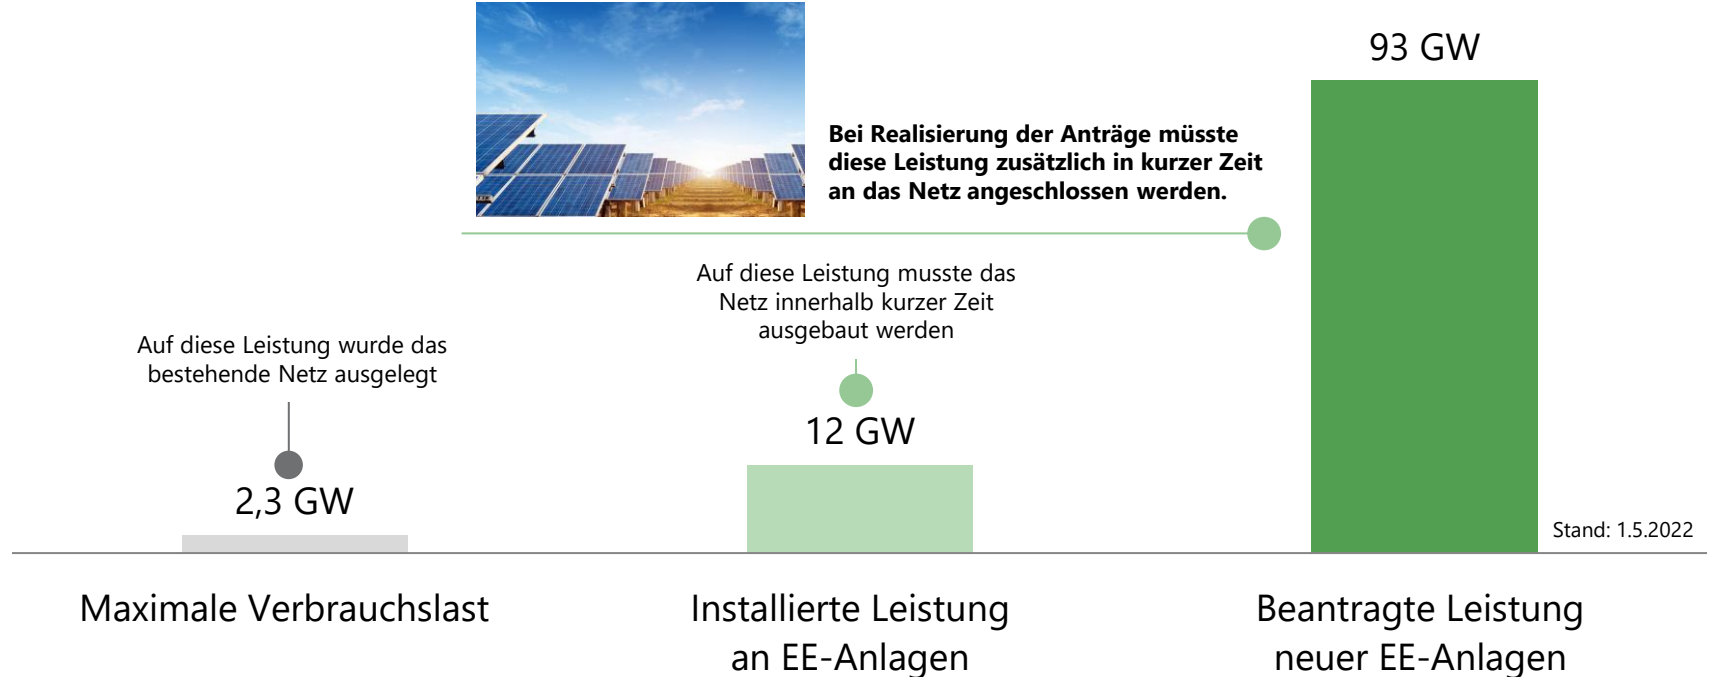 93 GW
Bei Realisierung der Anträge müsste
diese Leistung zusätzlich in kurzer Zeit
an das Netz angeschlossen werden.
Auf diese Leistung musste das
Netz innerhalb kurzer Zeit
ausgebaut werden
Auf diese Leistung wurde das
bestehende Netz ausgelegt
12 GW
2,3 GW
Stand: 1.5.2022
Maximale Verbrauchslast
Installierte Leistung
an EE-Anlagen
Beantragte Leistung
neuer EE-Anlagen